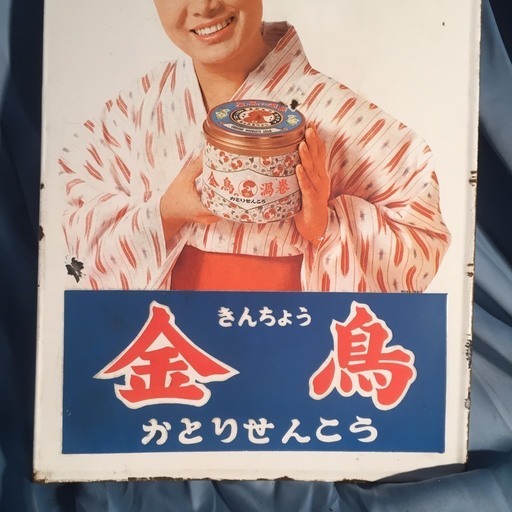 金鳥渦巻
かとりせんこう
きんちょう
金鳥
かとりせんこう